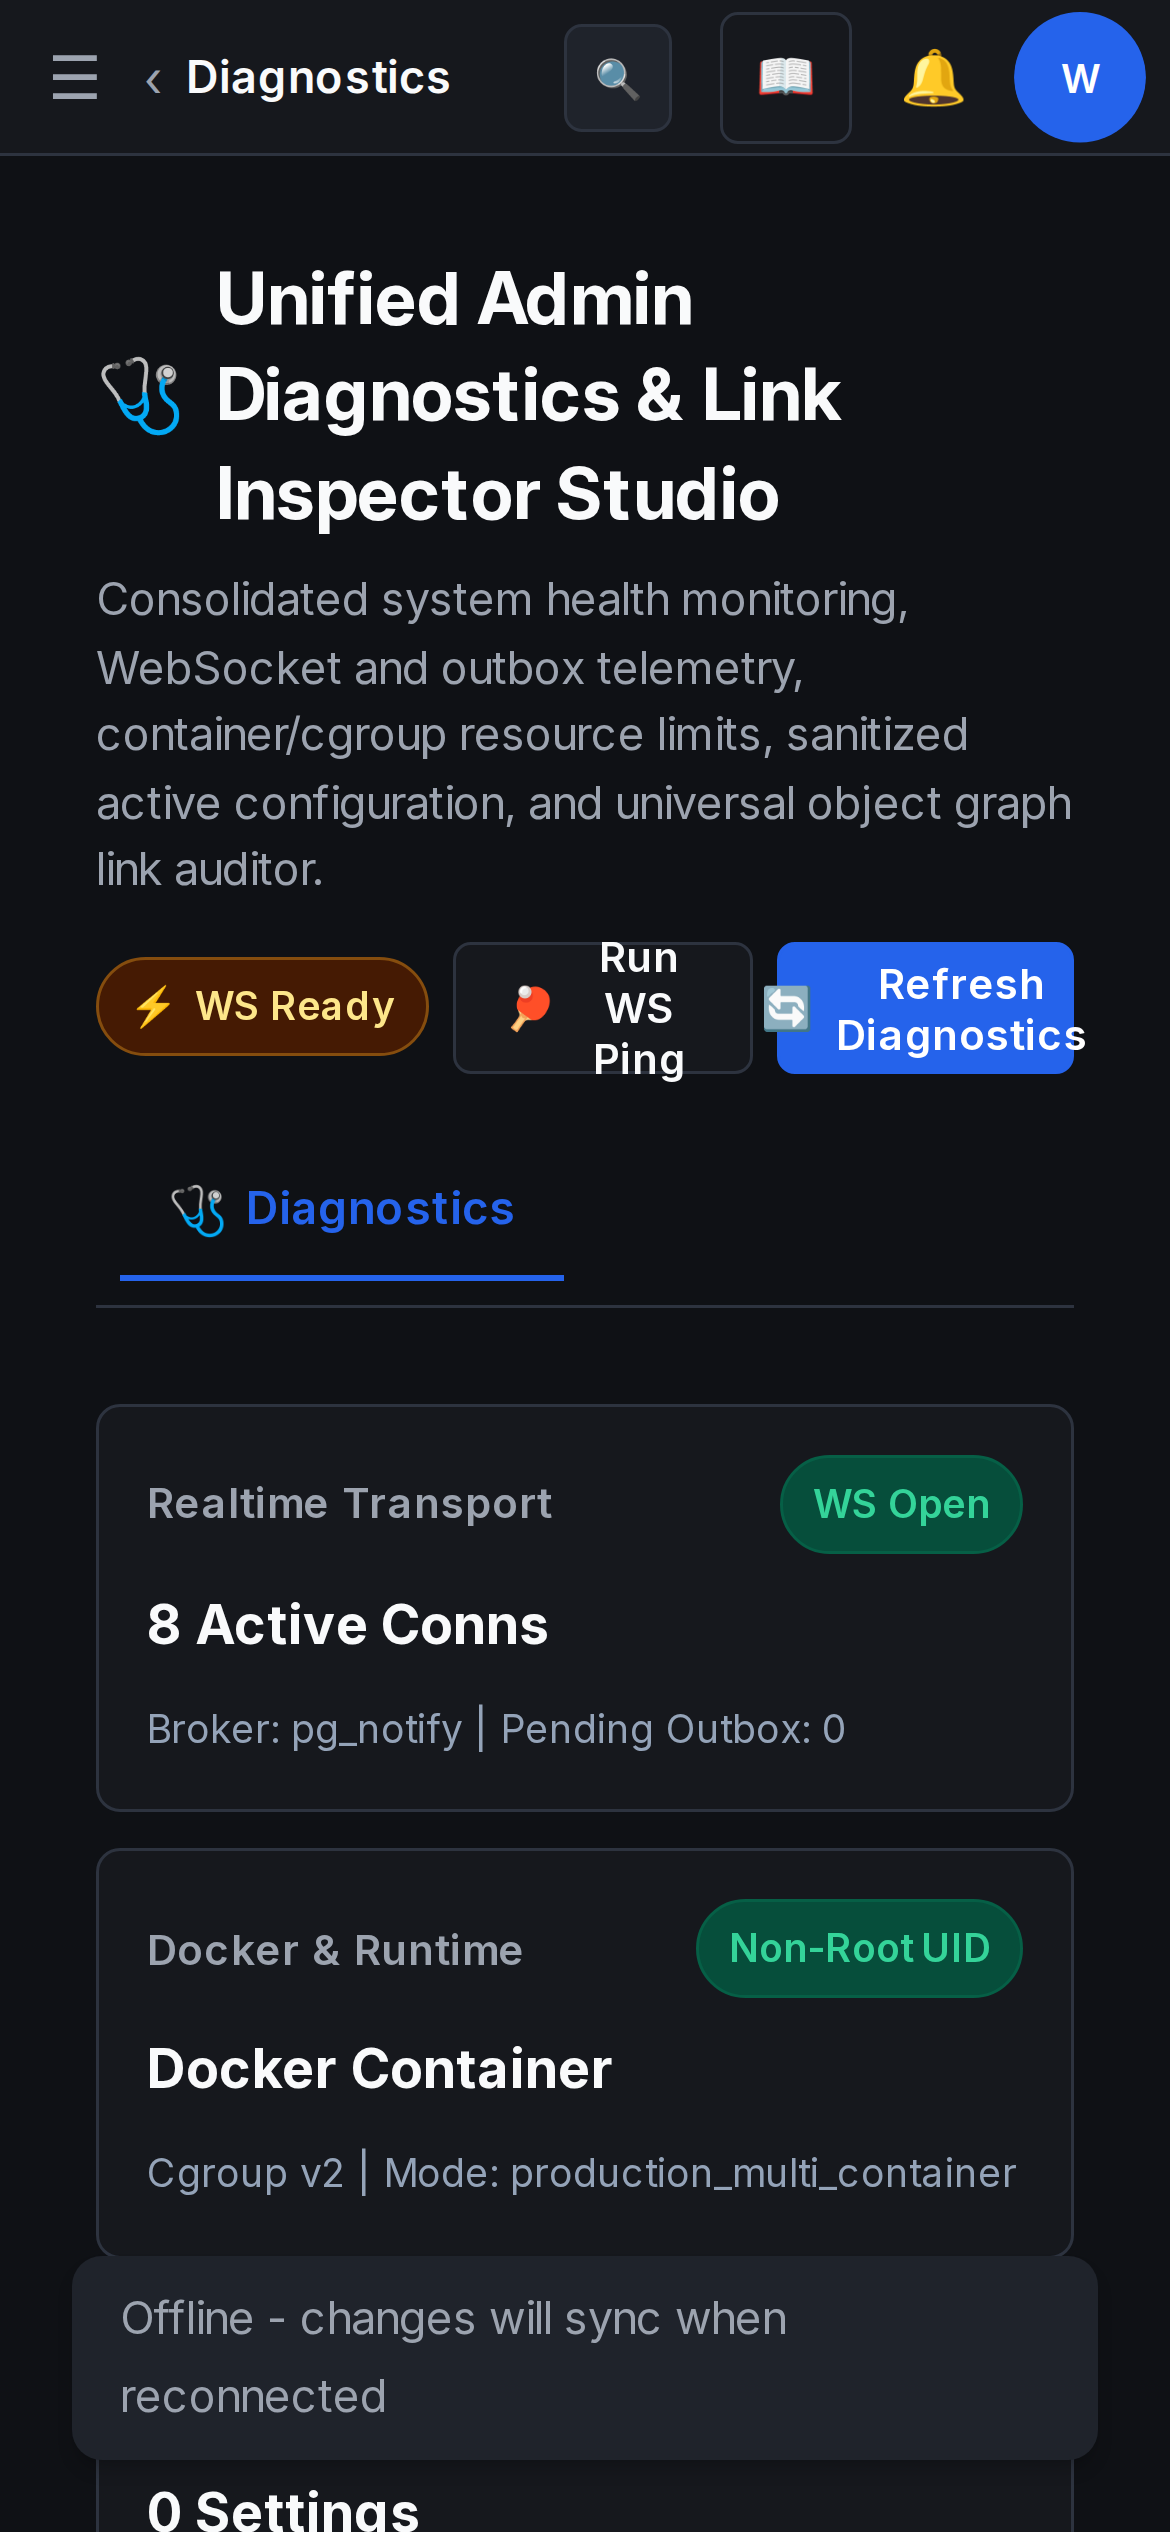 Diagnostics
W
Unified Admin
Diagnostics & Link
Inspector Studio
Consolidated system health monitoring,
WebSocket and outbox telemetry,
container/cgroup resource limits, sanitized
active configuration, and universal object graph
link auditor.
WS Ready
Run
WS
Ping
Refresh
Diagnostics
Diagnostics
Realtime Transport
WS Open
8 Active Conns
Broker: pg_notify | Pending Outbox: 0
Docker & Runtime
Non-Root UID
Docker Container
Cgroup v2 | Mode: production_multi_container
Offline - changes will sync when
reconnected
0 Settings